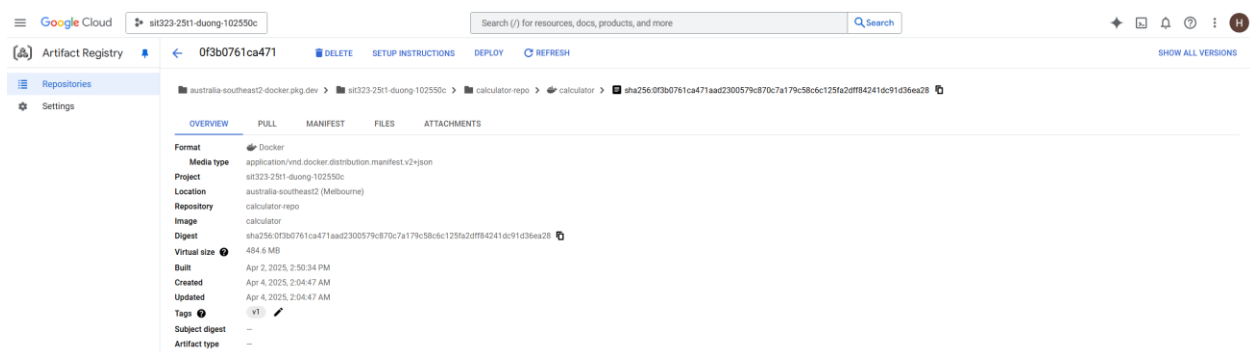 Google Cloud sit323-25t1-duong-102550c Search (/) for resources, docs, products, and more Search H
Artifact Registry 0f3b0761ca471 DELETE SETUP INSTRUCTIONS DEPLOY REFRESH SHOW ALL VERSIONS
Repositories
Settings
australia-southeast2-docker.pkg.dev > sit323-25t1-duong-102550c > calculator-repo > calculator > sha256:0f3b0761ca471aad2300579c870c7a179c58c6c125fa2dff84241dc91d36ea28
OVERVIEW PULL MANIFEST FILES ATTACHMENTS
Format Docker
Media type application/vnd.docker.distribution.manifest.v2+json
Project sit323-25t1-duong-102550c
Location australia-southeast2 (Melbourne)
Repository calculator-repo
Image calculator
Digest sha256:0f3b0761ca471aad2300579c870c7a179c58c6c125fa2dff84241dc91d36ea28
Virtual size 484.6 MB
Built Apr 2, 2025, 2:50:34 PM
Created Apr 4, 2025, 2:04:47 AM
Updated Apr 4, 2025, 2:04:47 AM
Tags v1
Subject digest —
Artifact type —